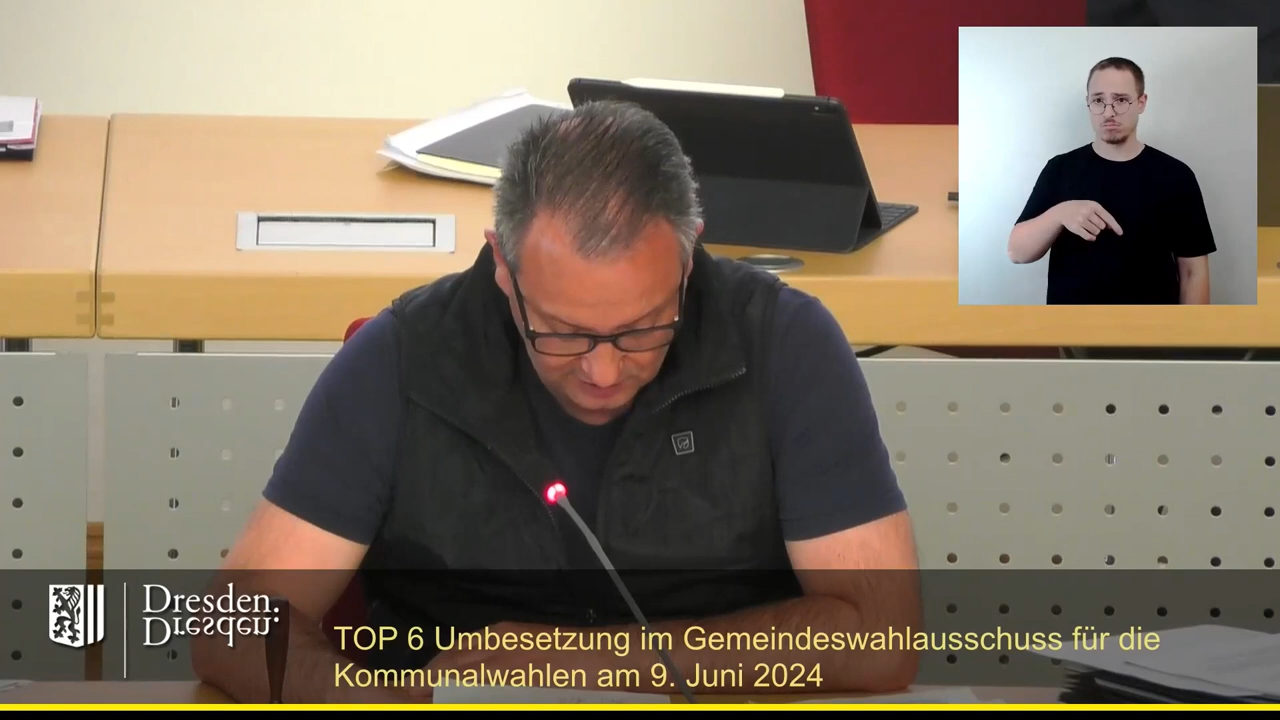 Dresden.
Dresden.
TOP 6 Umbesetzung im Gemeindeswahlausschuss für die
Kommunalwahlen am 9. Juni 2024